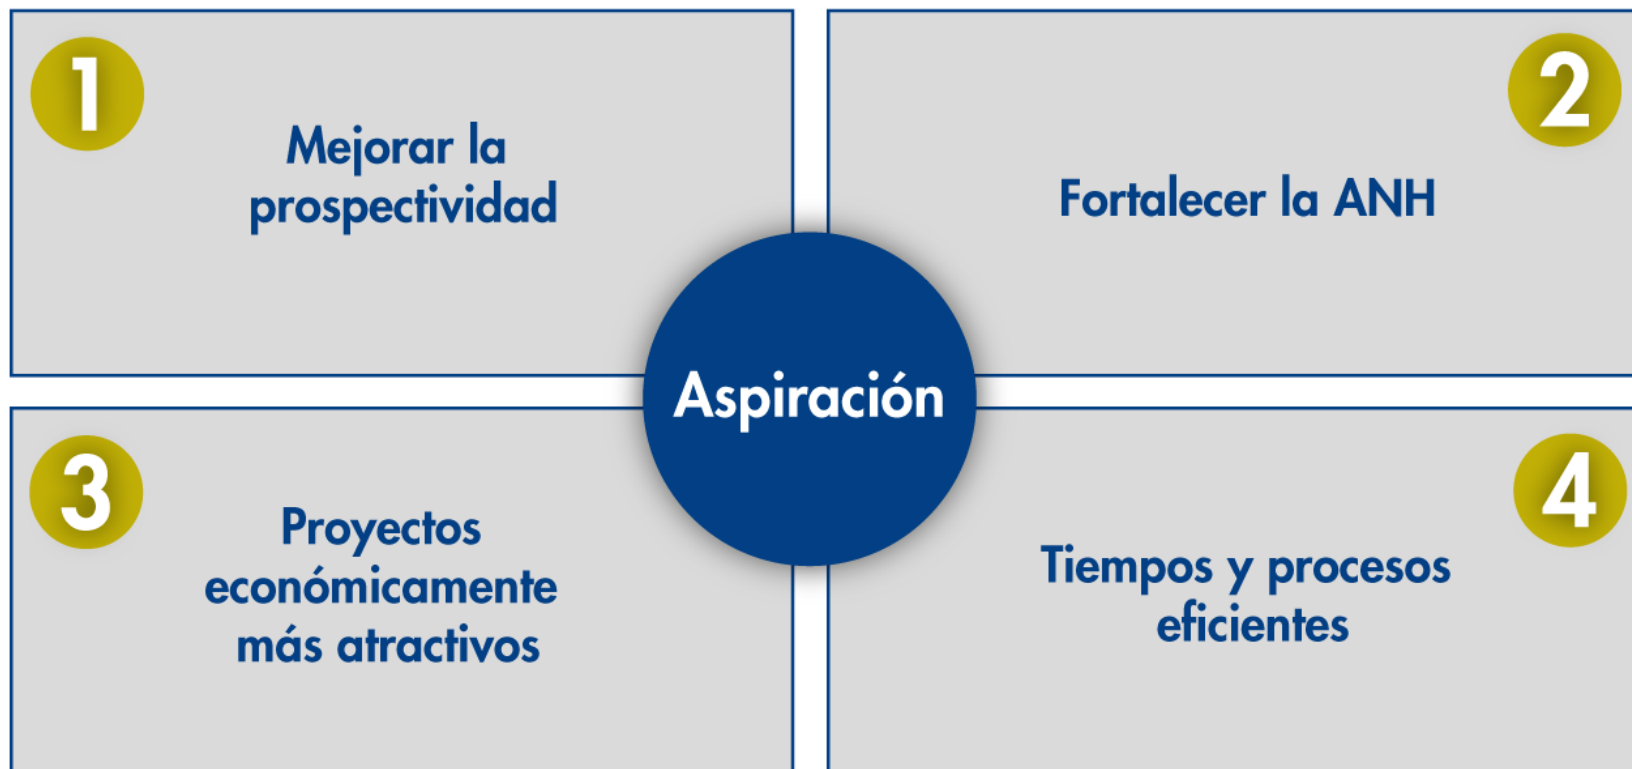 1
Mejorar la
prospectividad
2
Fortalecer la ANH
Aspiración
3
Proyectos
económicamente
más atractivos
4
Tiempos y procesos
eficientes